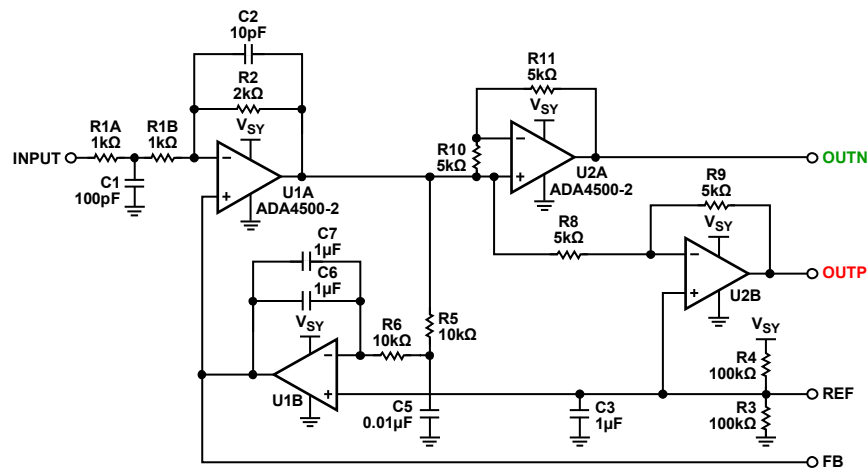 C2
10pF
R2
2kΩ
VSY
R1A
1kΩ
R1B
1kΩ
INPUT
−
+
C1
100pF
U1A
ADA4500-2
R11
5kΩ
VSY
R10
5kΩ
−
+
U2A
ADA4500-2
OUTN
R9
5kΩ
VSY
R8
5kΩ
−
+
U2B
OUTP
C7
1µF
C6
1µF
VSY
R6
10kΩ
R5
10kΩ
−
+
U1B
C5
0.01µF
C3
1µF
VSY
R4
100kΩ
REF
R3
100kΩ
FB